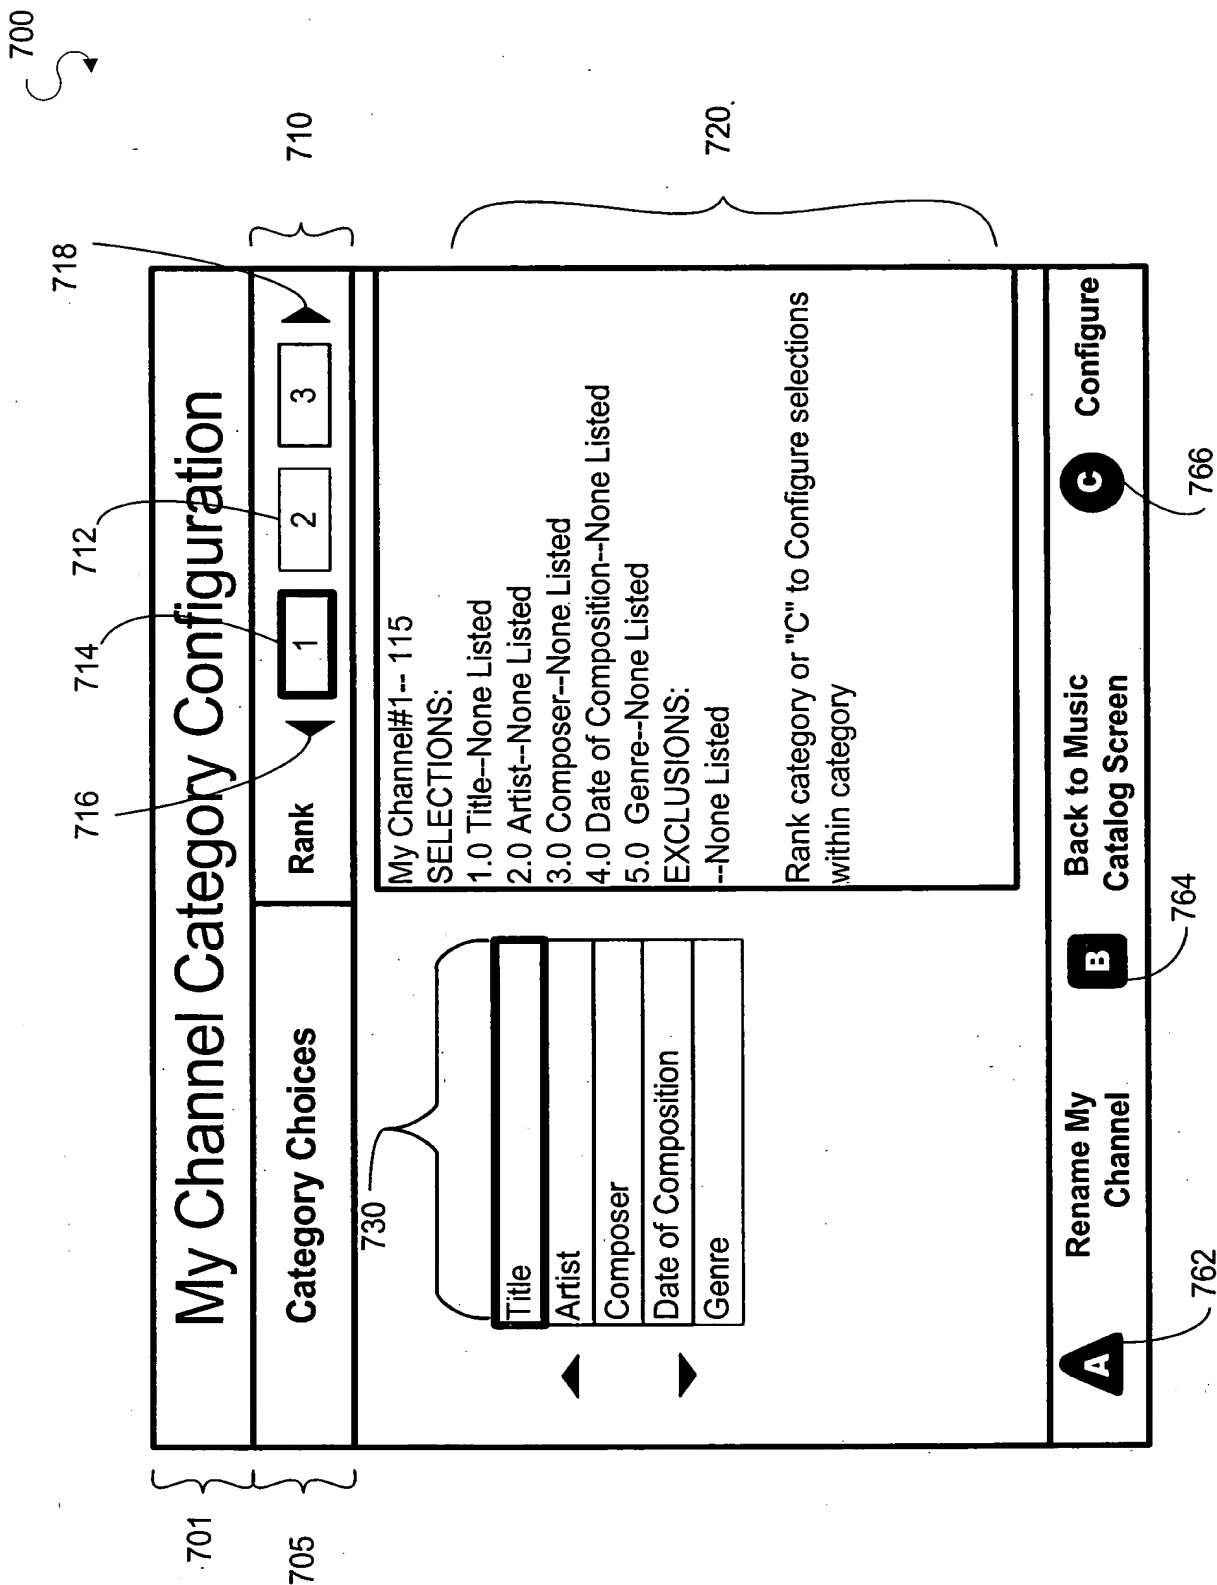 700
My Channel Category Configuration
701
705
Category Choices
Rank
1
2
3
710
712
714
716
718
730
Title
Artist
Composer
Date of Composition
Genre
My Channel#1-- 115
SELECTIONS:
1.0 Title--None Listed
2.0 Artist--None Listed
3.0 Composer--None Listed
4.0 Date of Composition--None Listed
5.0 Genre--None Listed
EXCLUSIONS:
--None Listed
Rank category or "C" to Configure selections
within category
720
A
Rename My
Channel
B
Back to Music
Catalog Screen
C
Configure
762
764
766